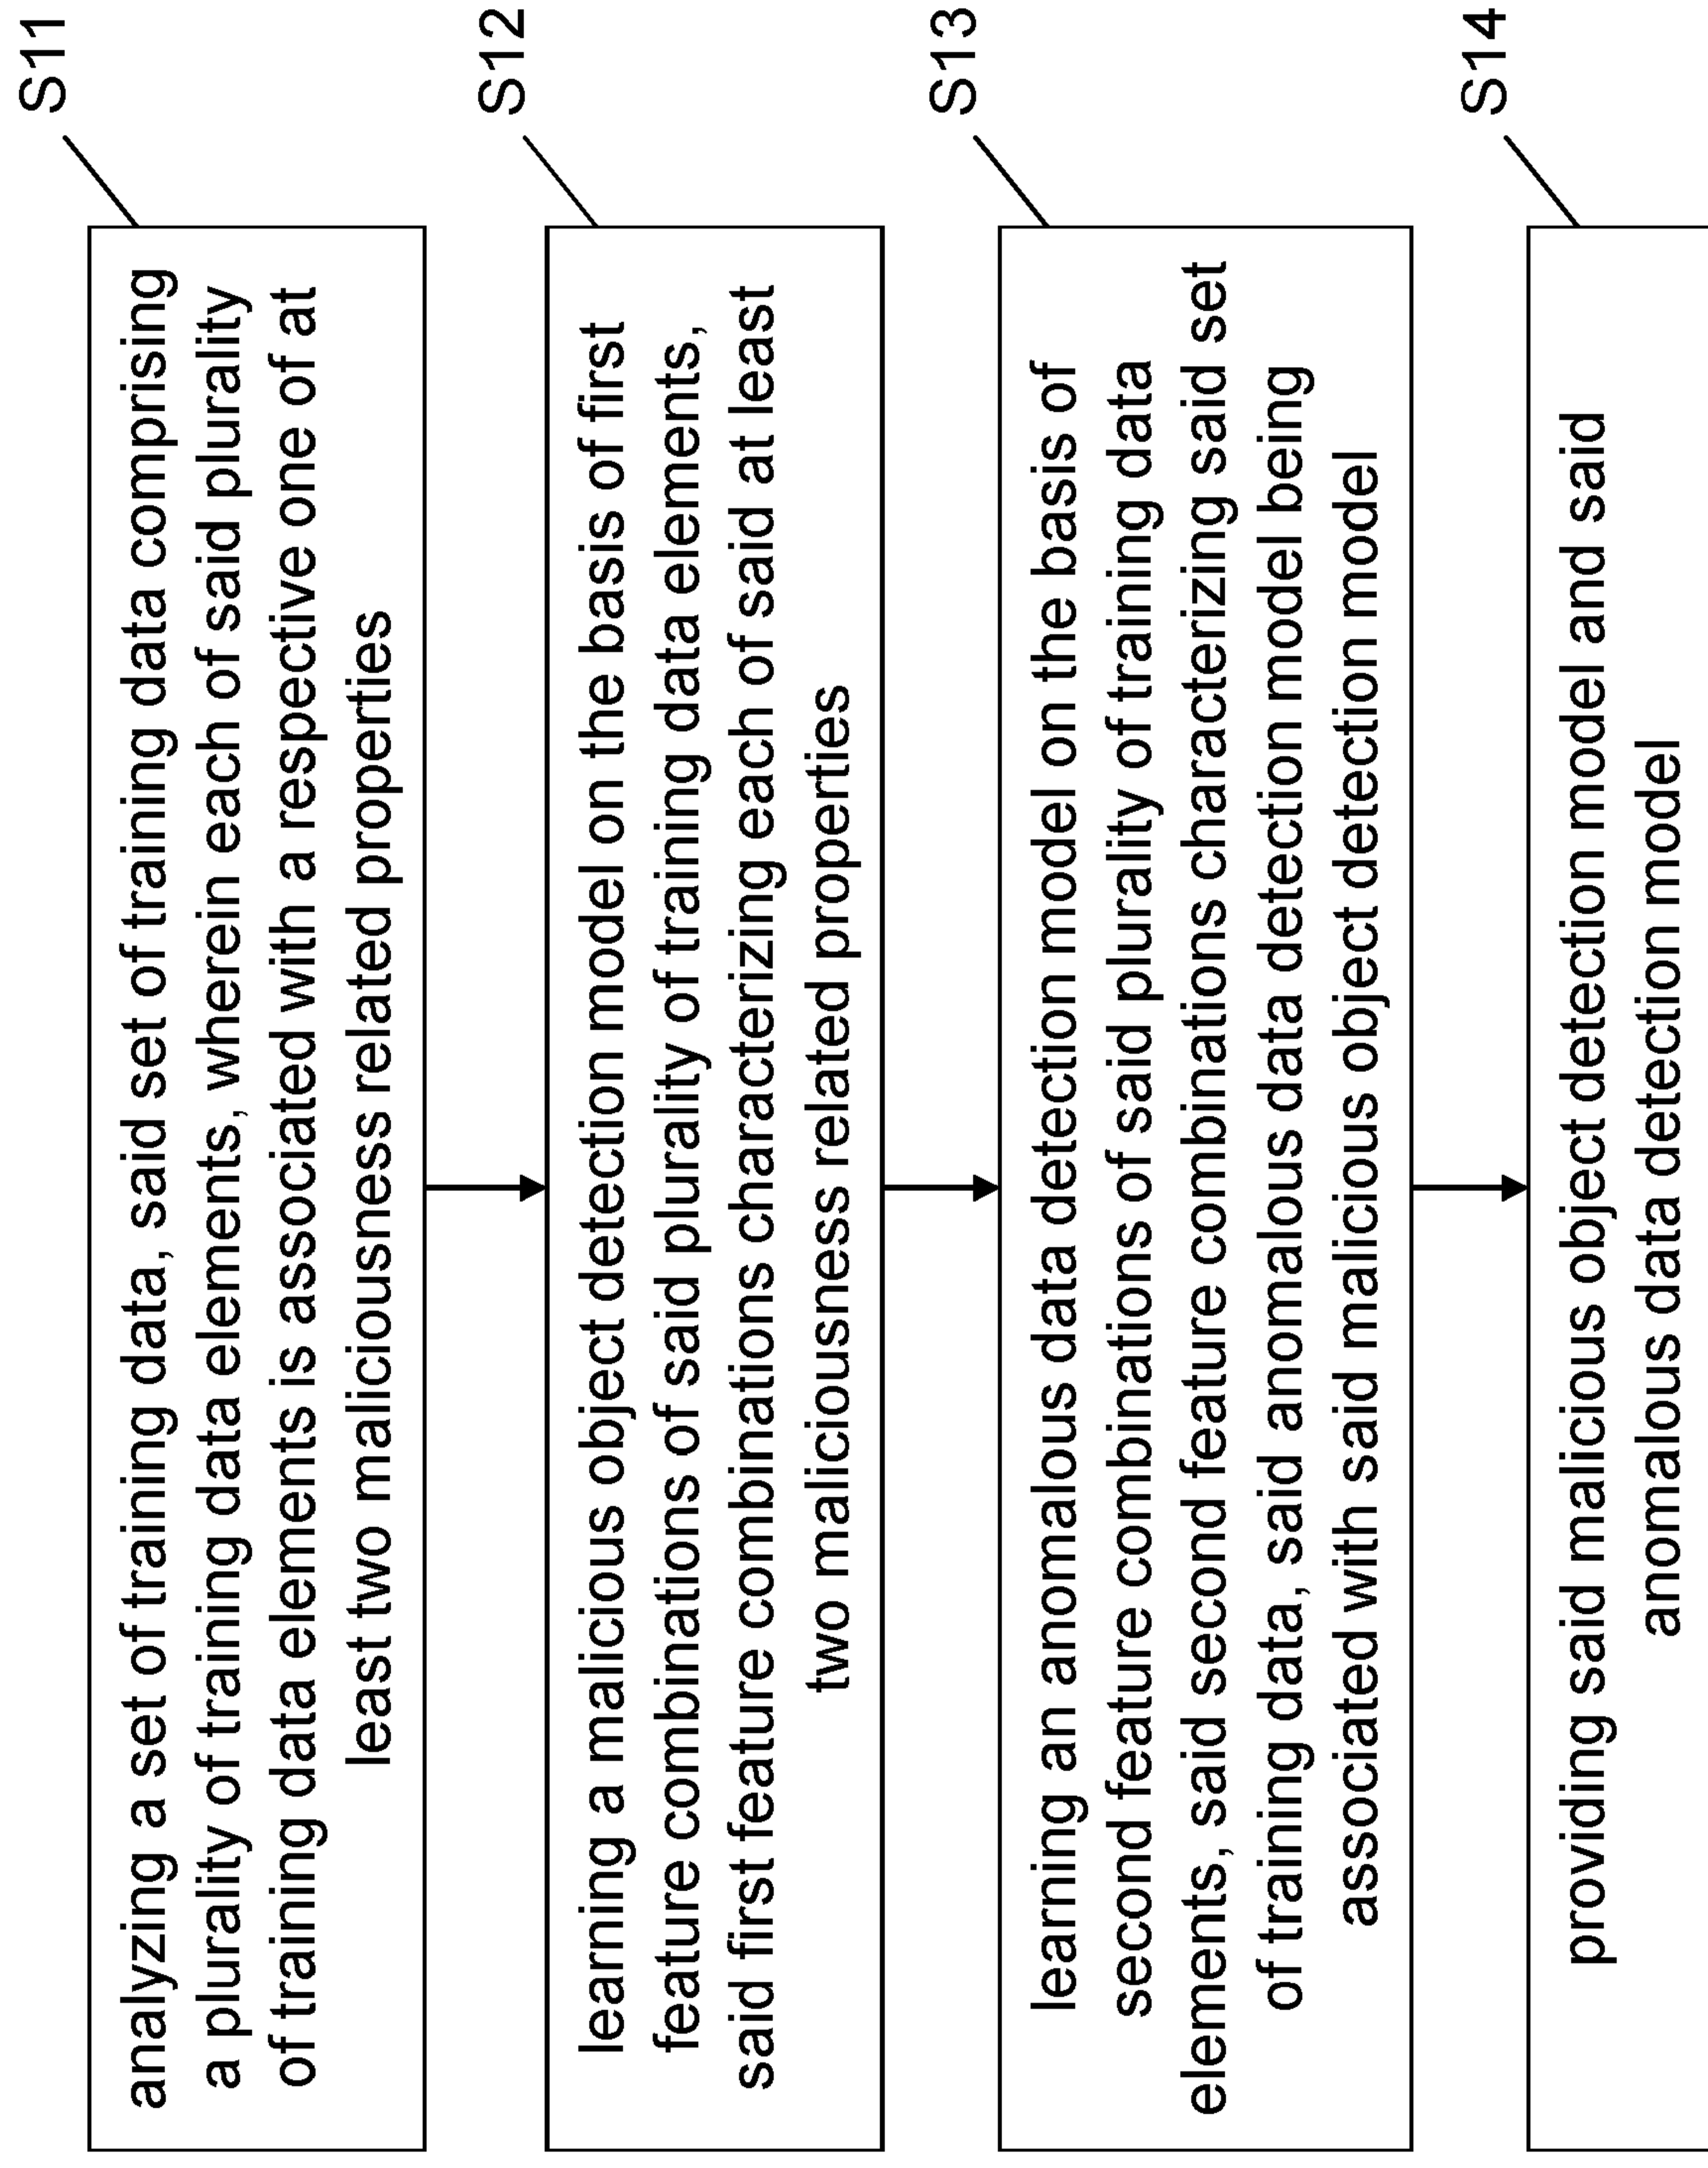 S11
analyzing a set of training data, said set of training data comprising
a plurality of training data elements, wherein each of said plurality
of training data elements is associated with a respective one of at
least two maliciousness related properties
S12
learning a malicious object detection model on the basis of first
feature combinations of said plurality of training data elements,
said first feature combinations characterizing each of said at least
two maliciousness related properties
S13
learning an anomalous data detection model on the basis of
second feature combinations of said plurality of training data
elements, said second feature combinations characterizing said set
of training data, said anomalous data detection model being
associated with said malicious object detection model
S14
providing said malicious object detection model and said
anomalous data detection model